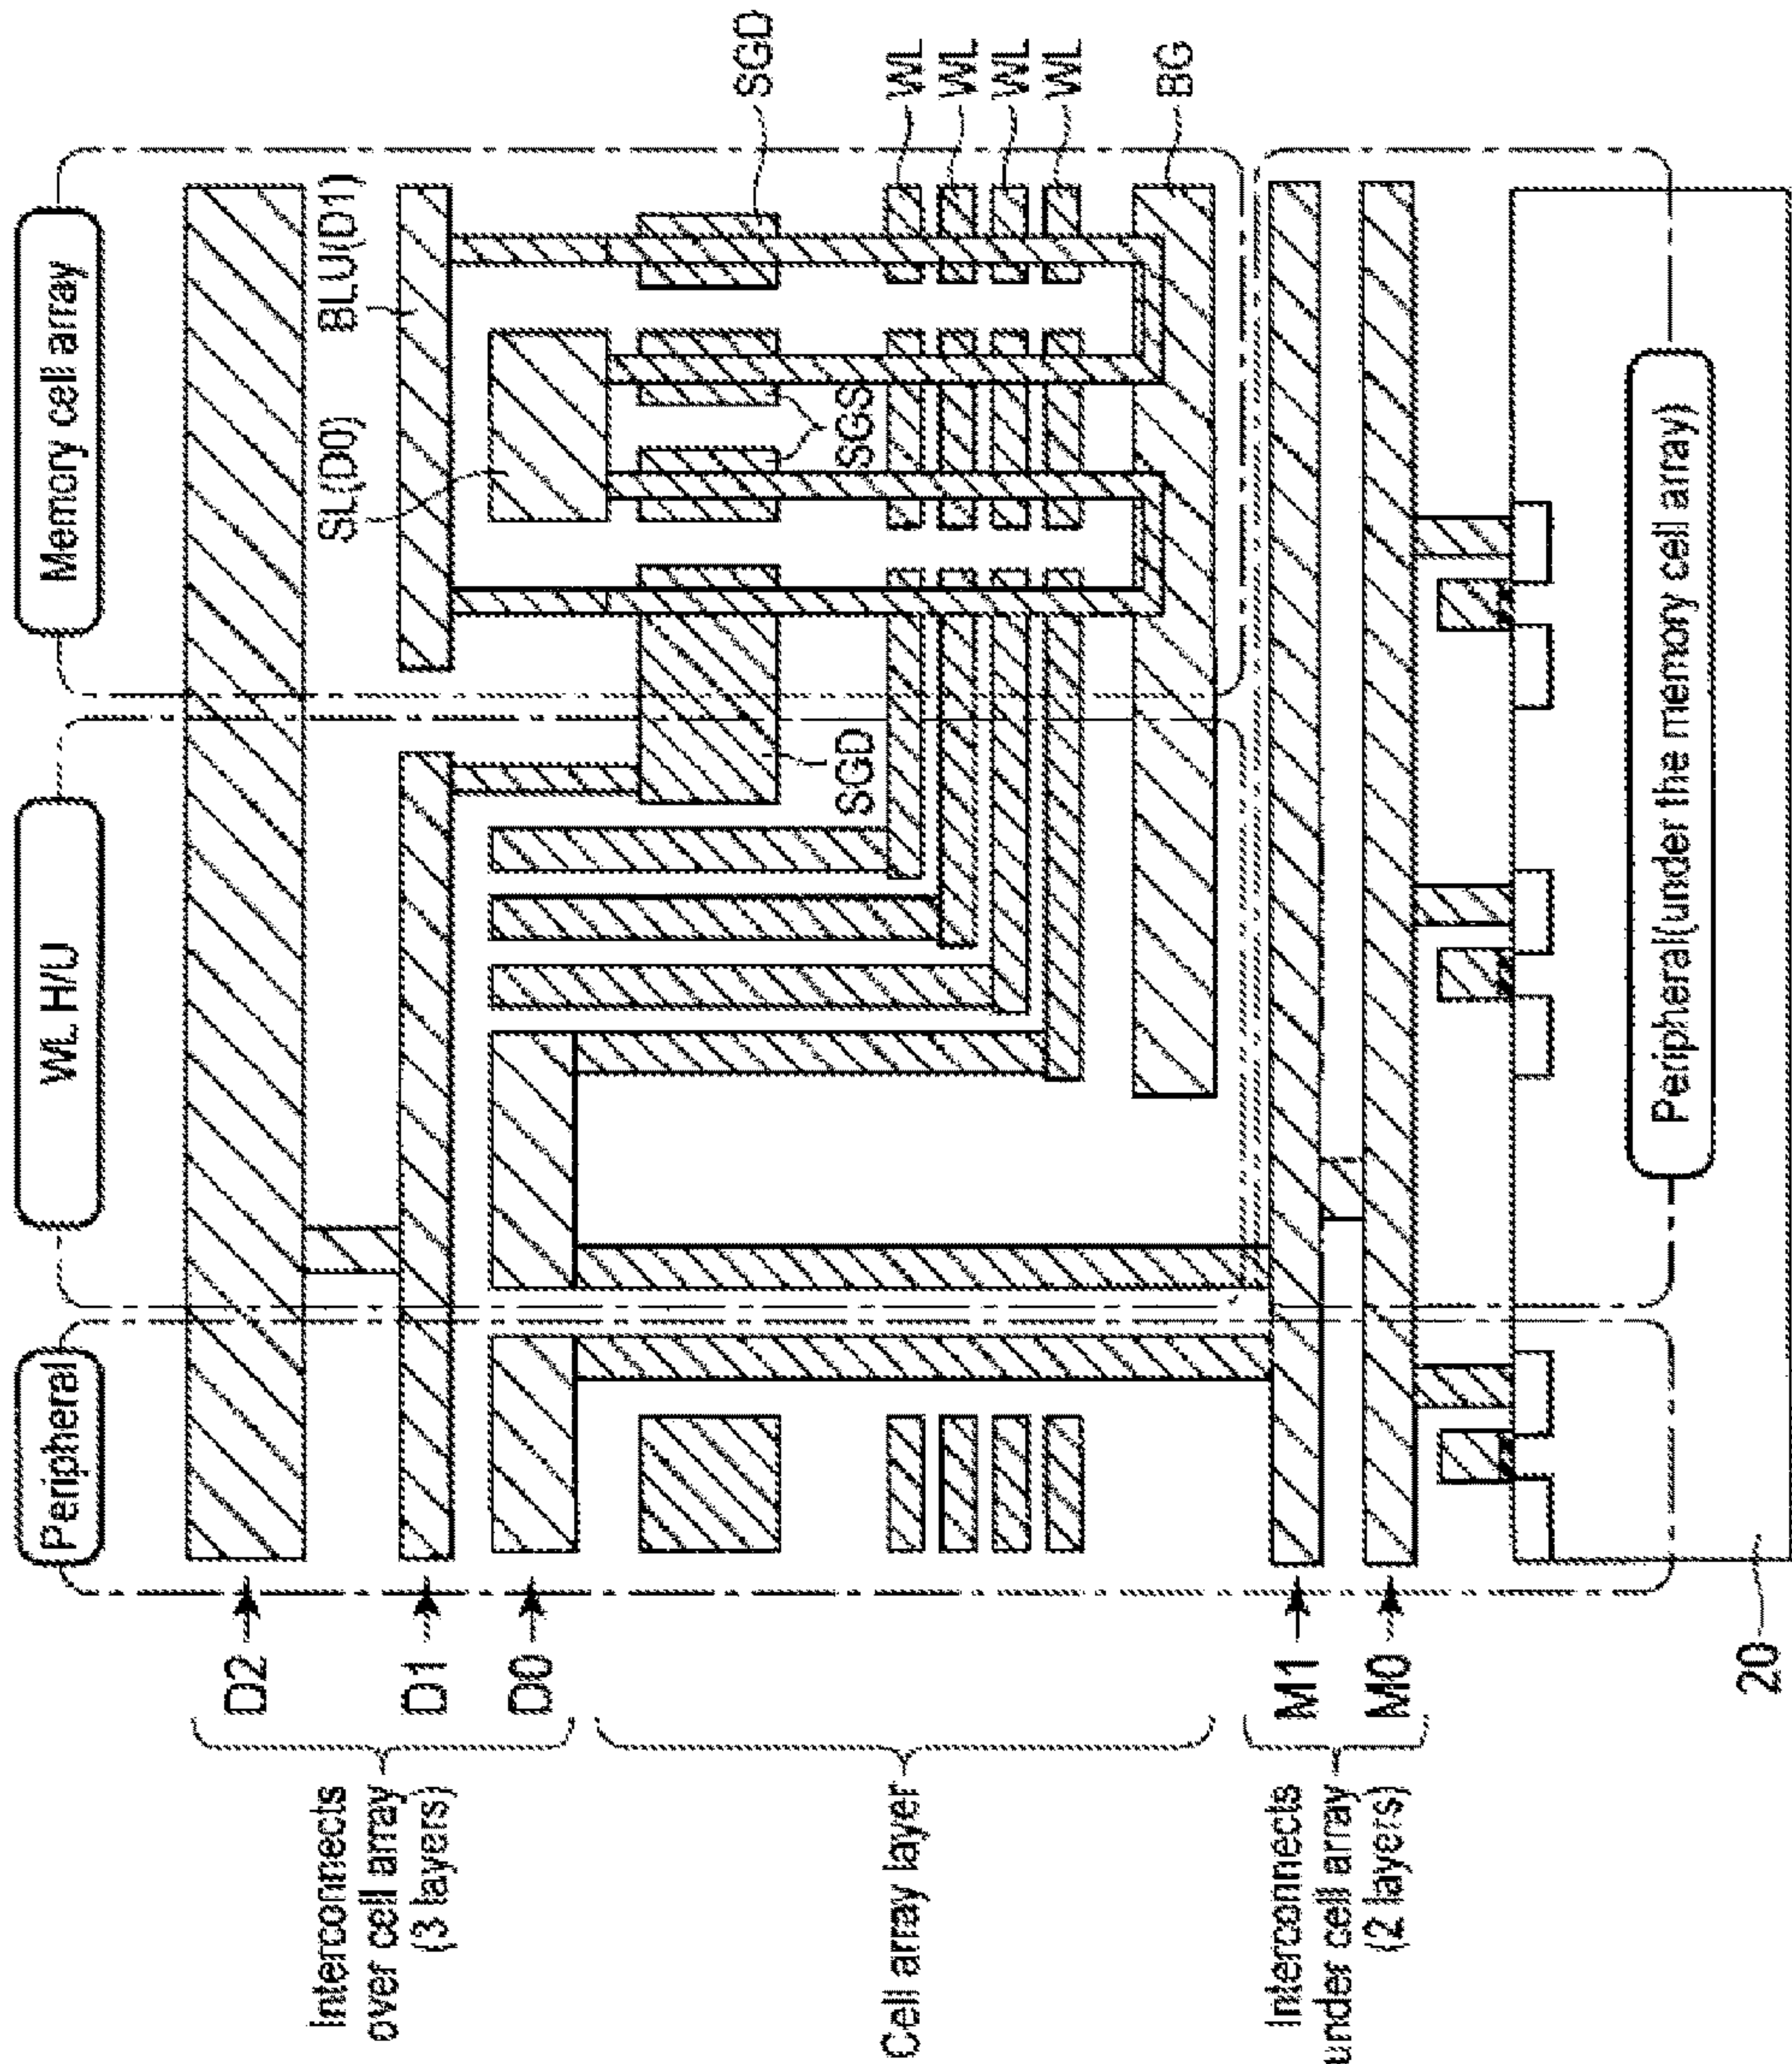 Peripheral
WL H/U
Memory cell array
Interconnects
over cell array
(3 layers)
D2
D1
D0
SL(D0)
BLU(D1)
SGD
SGS
SGD
Cell array layer
WL
WL
WL
WL
BG
Interconnects
under cell array
(2 layers)
M1
M0
Peripheral(under the memory cell array)
20